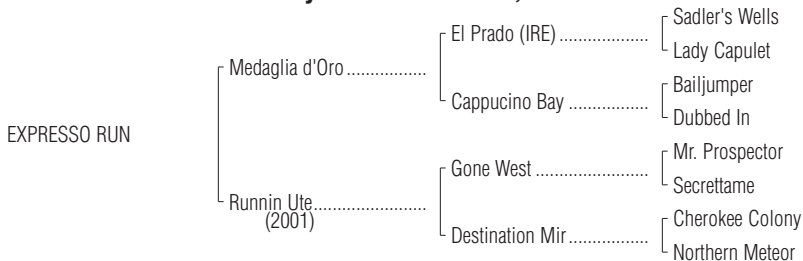 Sadler's Wells
El Prado (IRE) ...................
Lady Capulet
Medaglia d'Oro .................
Bailjumper
Cappucino Bay .................
Dubbed In
EXPRESSO RUN
Mr. Prospector
Gone West ........................
Secrettame
Runnin Ute........................
(2001)
Cherokee Colony
Destination Mir.................
Northern Meteor